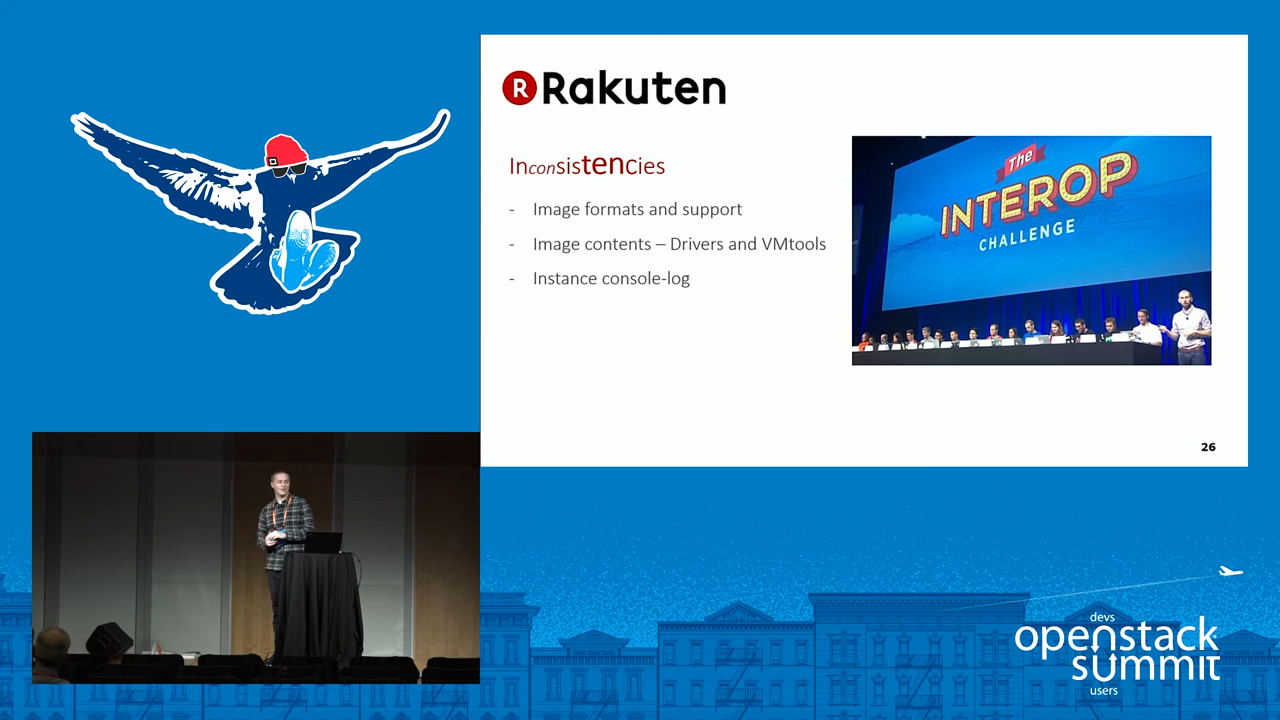 R Rakuten
Inconsistencies
- Image formats and support
- Image contents – Drivers and VMtools
- Instance console-log
The
INTEROP
CHALLENGE
26
devs
openstack
summit
users